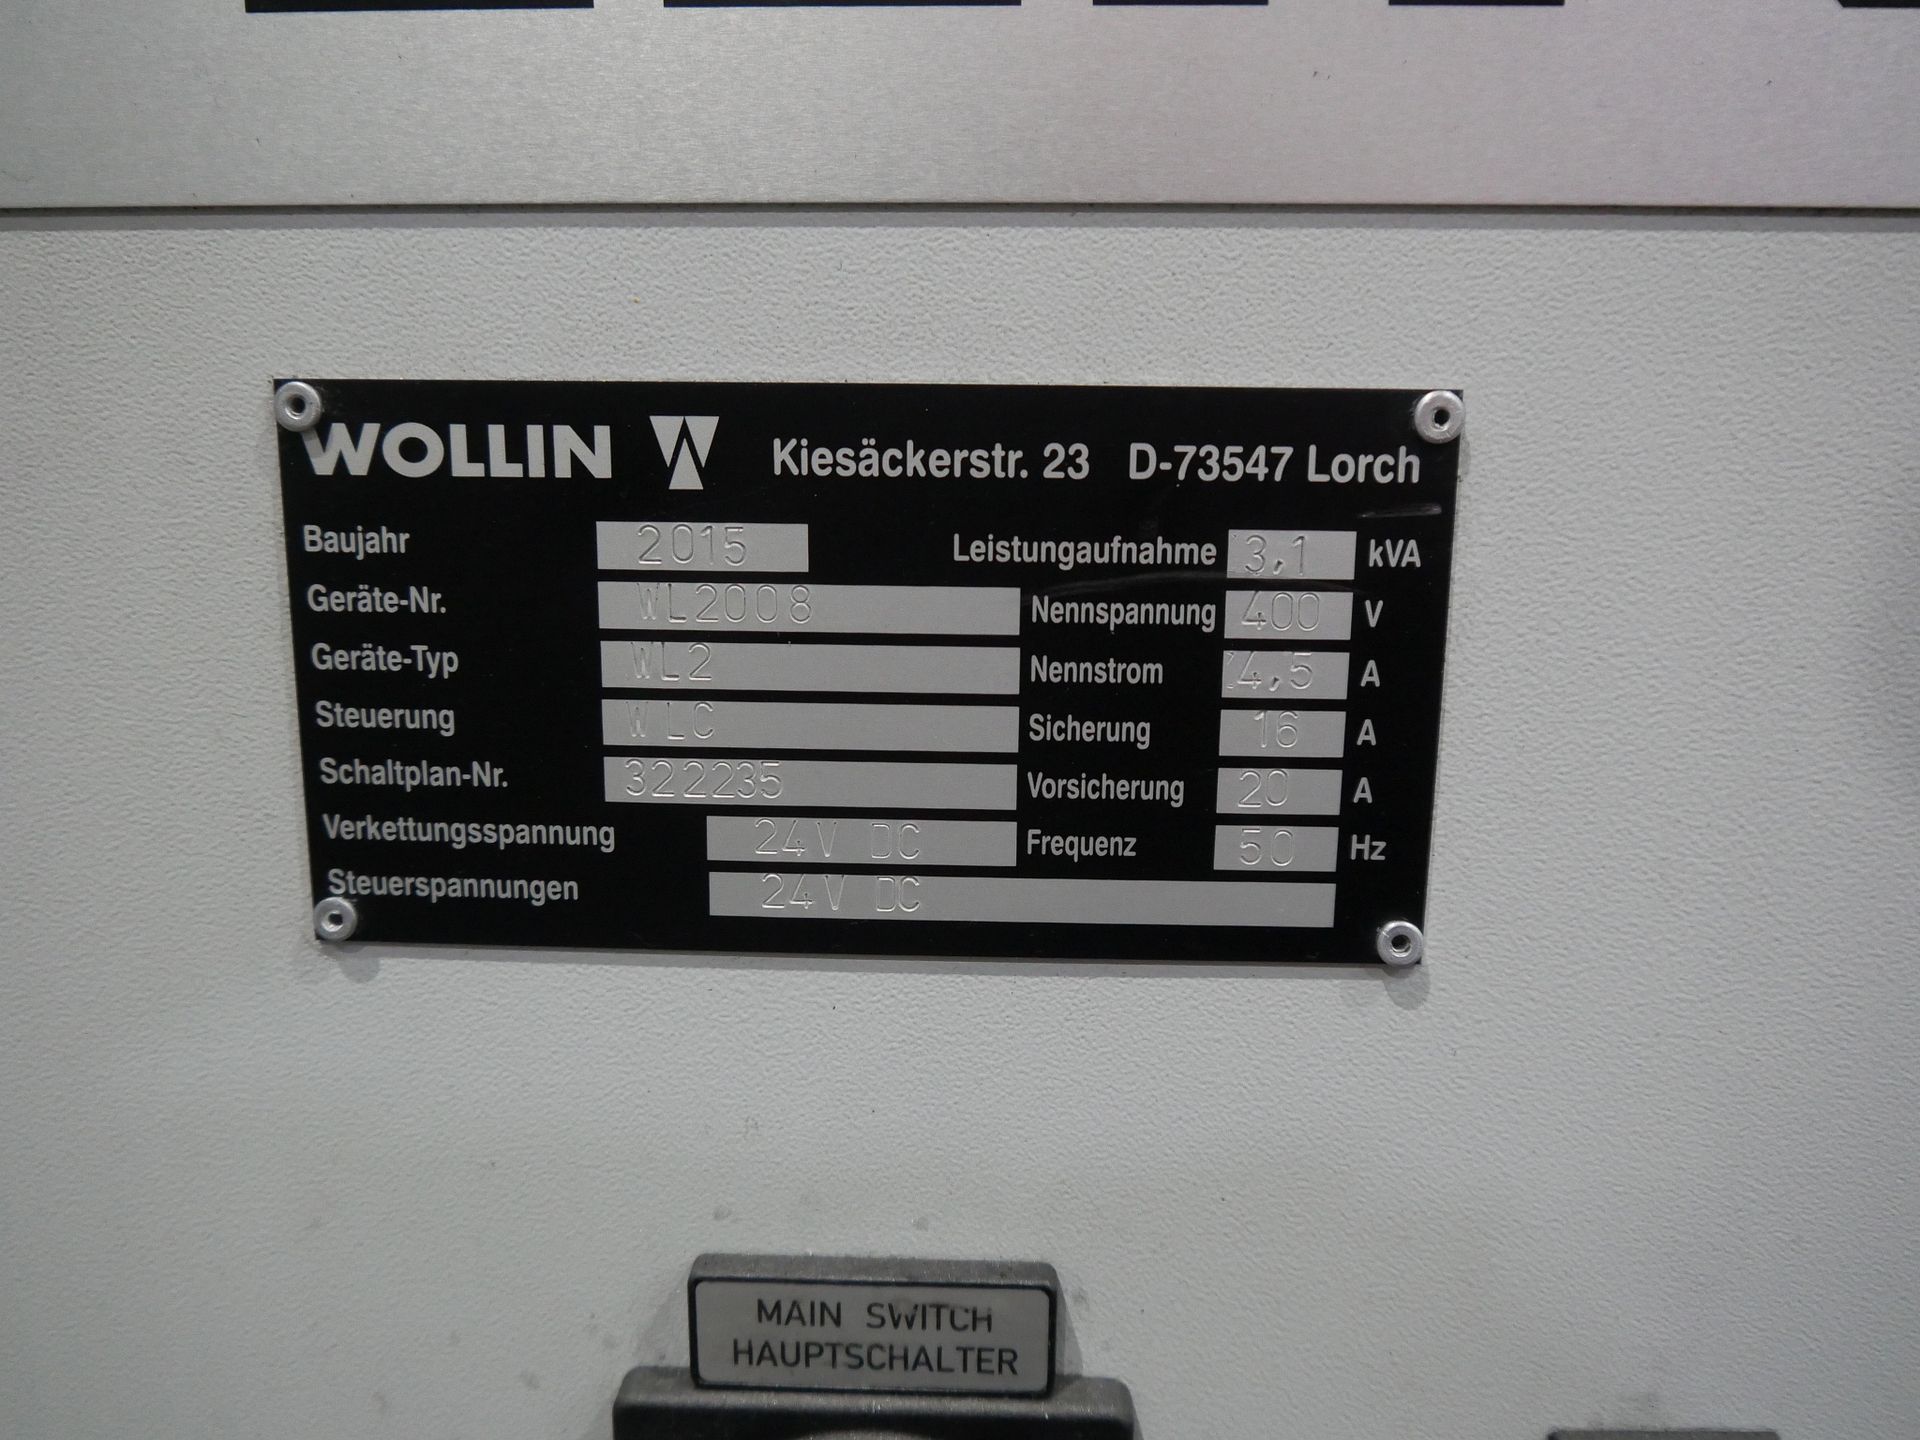 WOLLIN Kiesäckerstr. 23 D-73547 Lorch
Baujahr 2015 Leistungaufnahme 3,1 kVA
Geräte-Nr. WL2008 Nennspannung 400 V
Geräte-Typ WL2 Nennstrom 4,5 A
Steuerung WLC Sicherung 16 A
Schaltplan-Nr. 322235 Vorsicherung 20 A
Verkettungsspannung 24V DC Frequenz 50 Hz
Steuerspannungen 24V DC
MAIN SWITCH
HAUPTSCHALTER